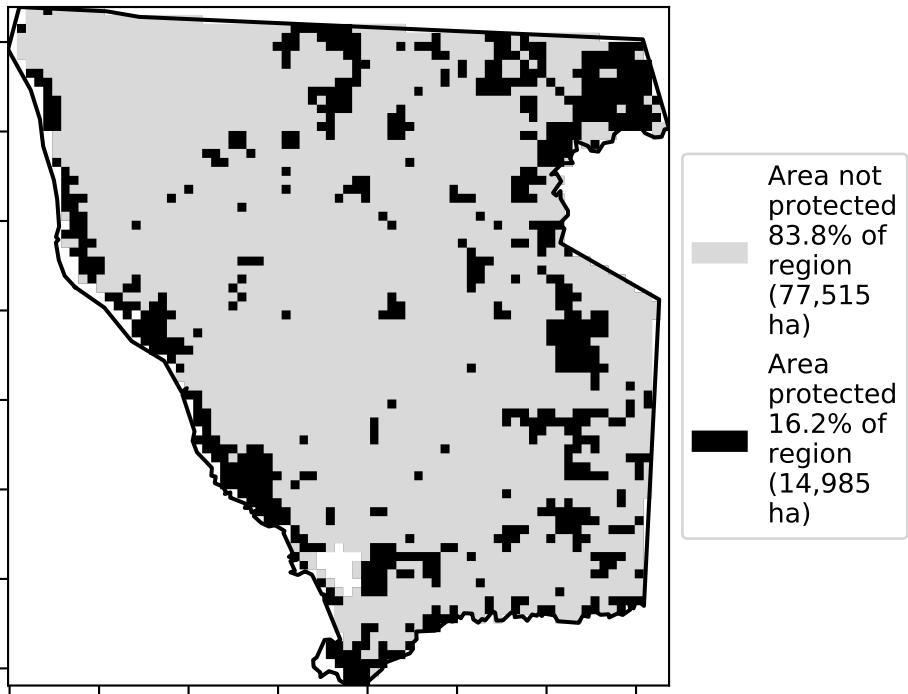 Area not
protected
83.8% of
region
(77,515
ha)
Area
protected
16.2% of
region
(14,985
ha)